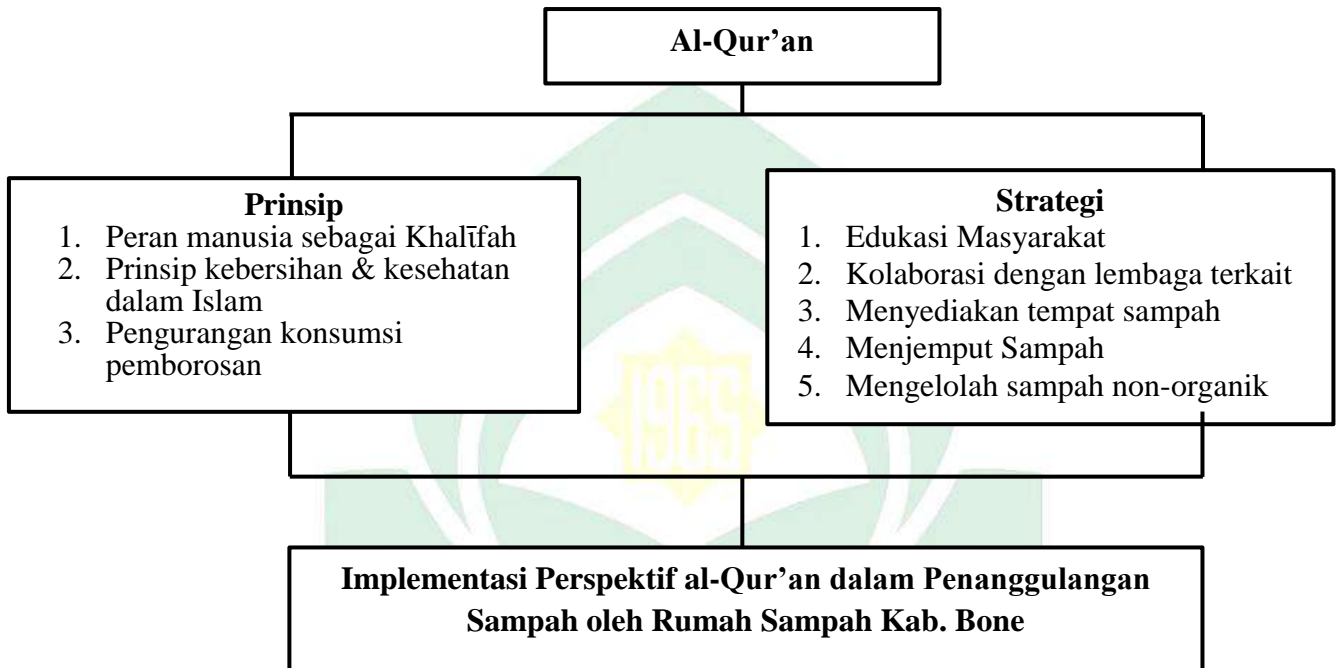 Al-Qur’an
Prinsip
1. Peran manusia sebagai Khalīfah
2. Prinsip kebersihan & kesehatan
dalam Islam
3. Pengurangan konsumsi
pemborosan
Strategi
1. Edukasi Masyarakat
2. Kolaborasi dengan lembaga terkait
3. Menyediakan tempat sampah
4. Menjemput Sampah
5. Mengelolah sampah non-organik
1965
Implementasi Perspektif al-Qur’an dalam Penanggulangan
Sampah oleh Rumah Sampah Kab. Bone